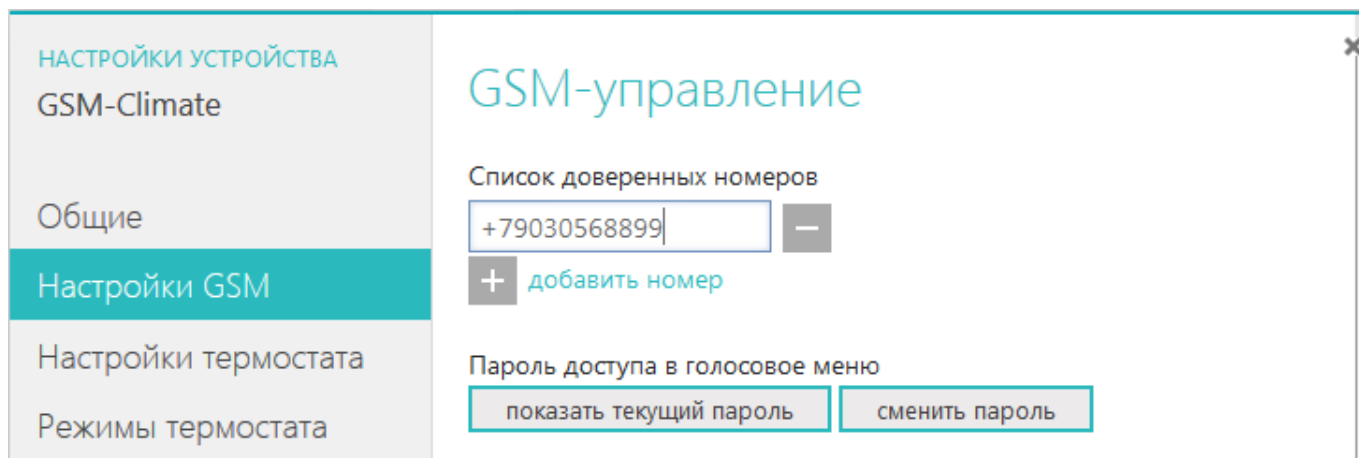 НАСТРОЙКИ УСТРОЙСТВА
GSM-Climate
Общие
Настройки GSM
Настройки термостата
Режимы термостата
GSM-управление
Список доверенных номеров
+79030568899
добавить номер
Пароль доступа в голосовое меню
показать текущий пароль
сменить пароль